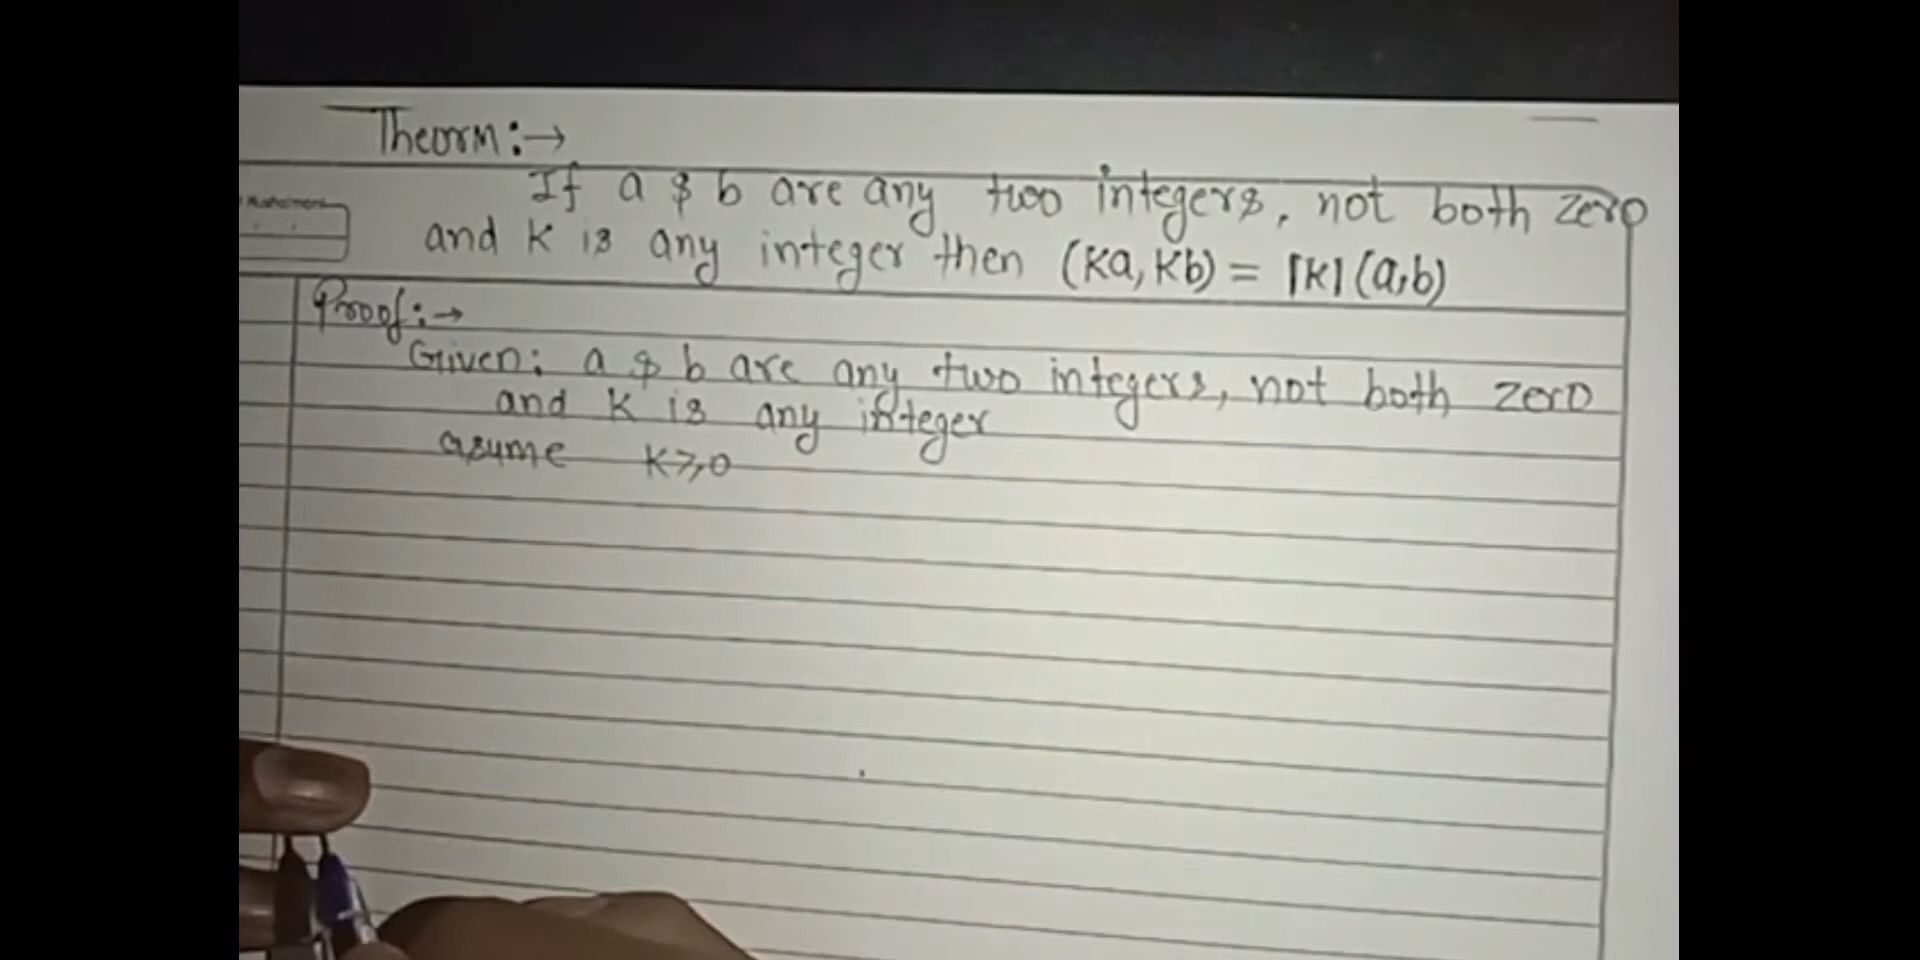 Theorm :→
If a & b are any two integers, not both zero
and K is any integer then (Ka, Kb) = |K| (a,b)
Proof :→
Given: a & b are any two integers, not both zero
and K is any integer
asume K≥0